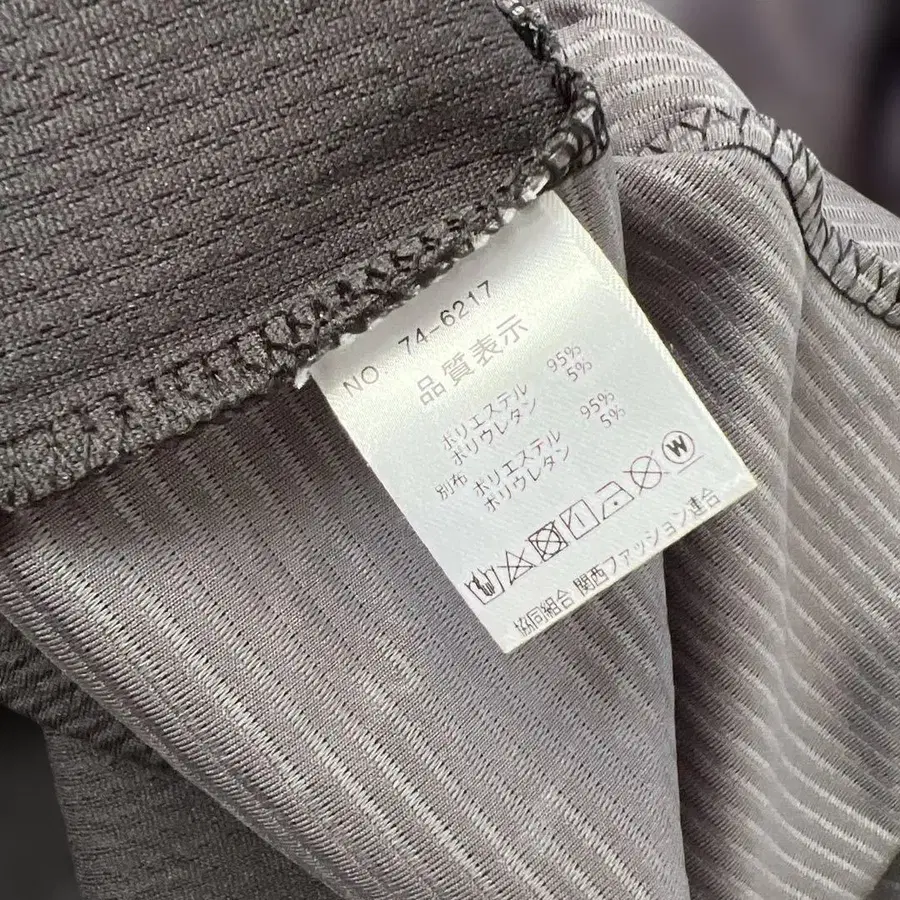 NO. 74-6217
品質表示
ポリエステル 95%
ポリウレタン 5%
別布 ポリエステル 95%
ポリウレタン 5%
W
協同組合 関西ファッション連合